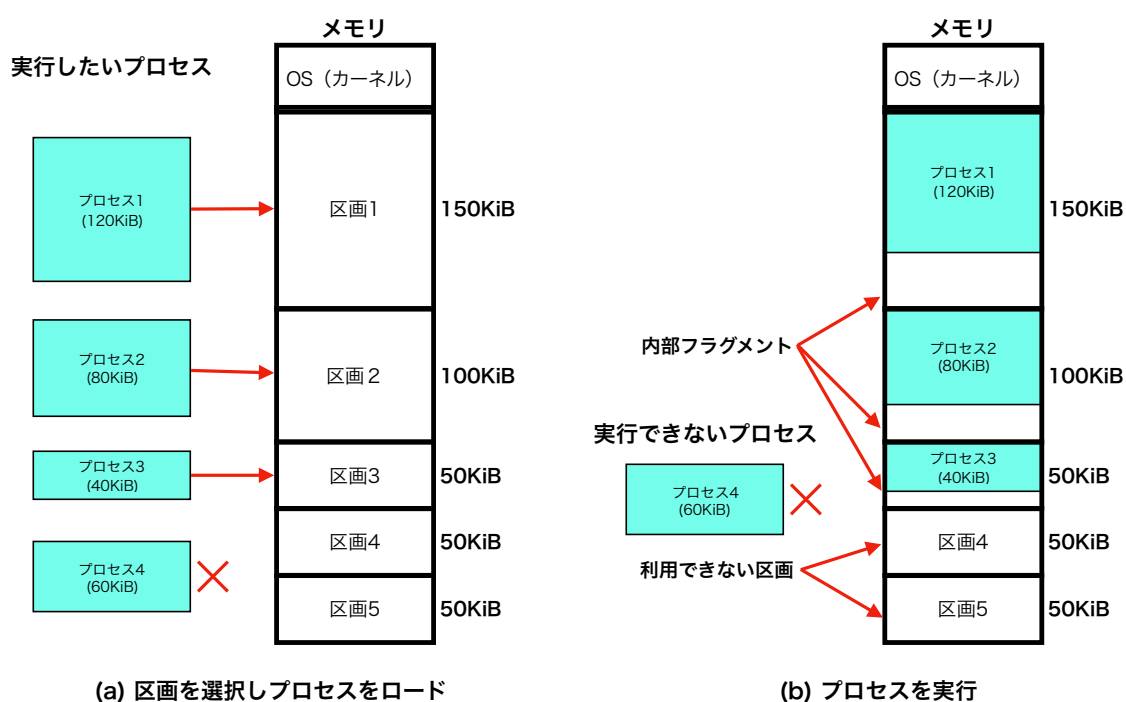 メモリ
実行したいプロセス
OS（カーネル）
プロセス1
(120KiB)
区画1
150KiB
プロセス2
(80KiB)
区画２
100KiB
プロセス3
(40KiB)
区画3
50KiB
プロセス4
(60KiB)
区画4
50KiB
区画5
50KiB
(a) 区画を選択しプロセスをロード
メモリ
OS（カーネル）
プロセス1
(120KiB)
150KiB
内部フラグメント
プロセス2
(80KiB)
100KiB
実行できないプロセス
プロセス3
(40KiB)
50KiB
プロセス4
(60KiB)
区画4
50KiB
利用できない区画
区画5
50KiB
(b) プロセスを実行